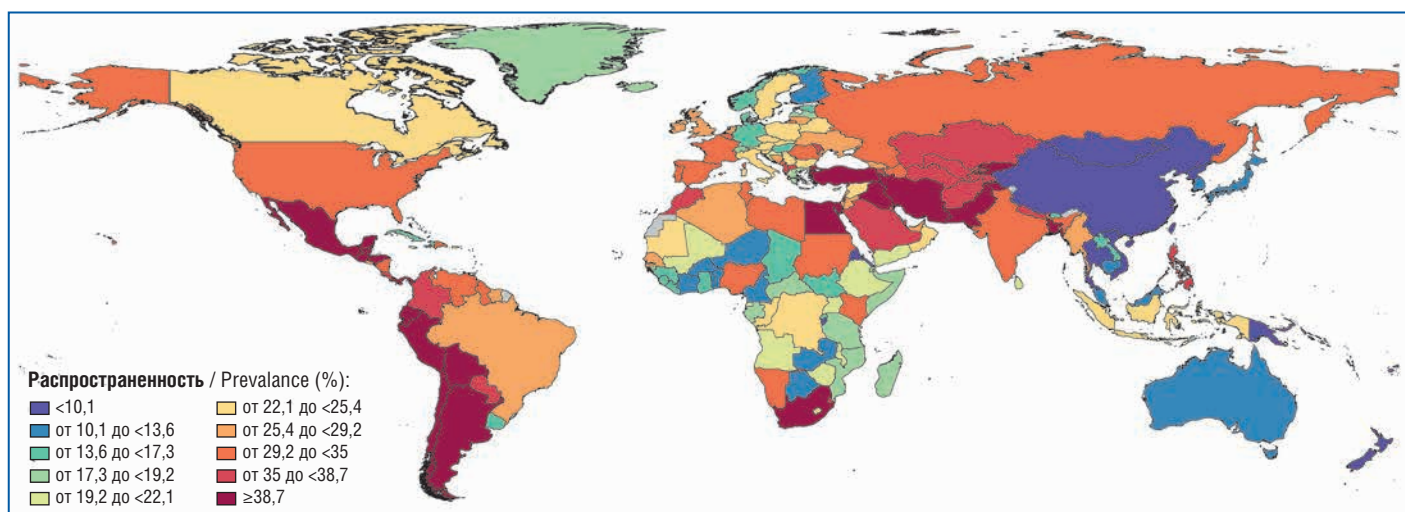 Распространенность / Prevalance (%):
<10,1
от 10,1 до <13,6
от 13,6 до <17,3
от 17,3 до <19,2
от 19,2 до <22,1
от 22,1 до <25,4
от 25,4 до <29,2
от 29,2 до <35
от 35 до <38,7
≥38,7